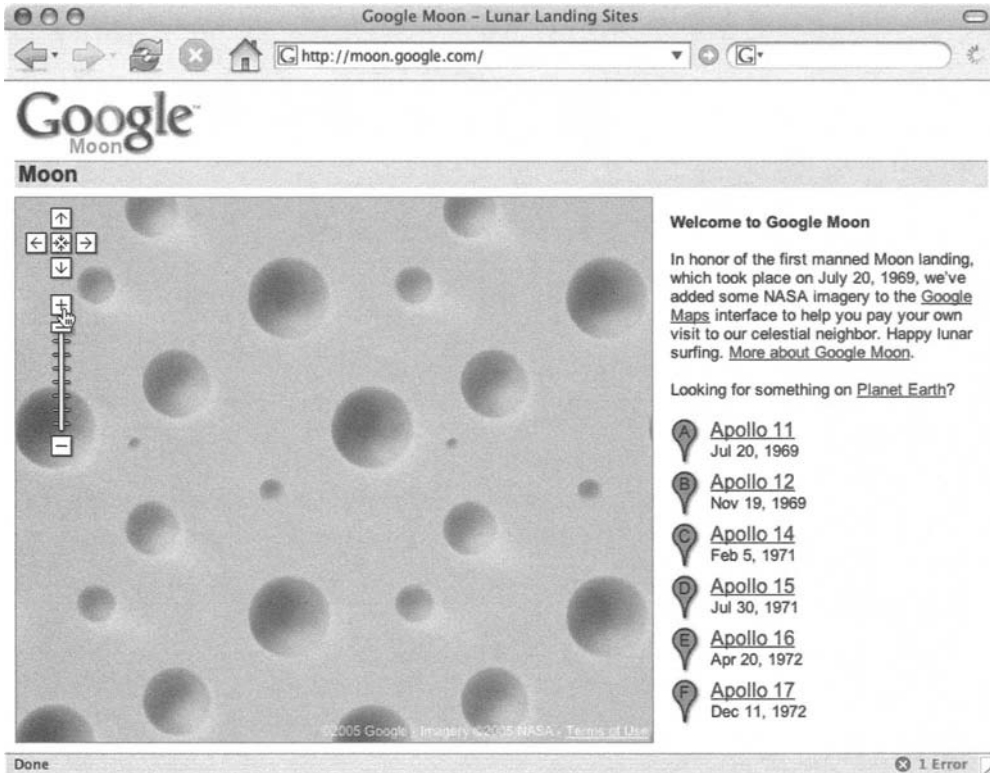 Google Moon – Lunar Landing Sites
G http://moon.google.com/
G
Google™
Moon
Moon
Welcome to Google Moon
In honor of the first manned Moon landing,
which took place on July 20, 1969, we've
added some NASA imagery to the Google
Maps interface to help you pay your own
visit to our celestial neighbor. Happy lunar
surfing. More about Google Moon.
Looking for something on Planet Earth?
A Apollo 11
Jul 20, 1969
B Apollo 12
Nov 19, 1969
C Apollo 14
Feb 5, 1971
D Apollo 15
Jul 30, 1971
E Apollo 16
Apr 20, 1972
F Apollo 17
Dec 11, 1972
©2005 Google - Imagery ©2005 NASA - Terms of Use
Done
1 Error